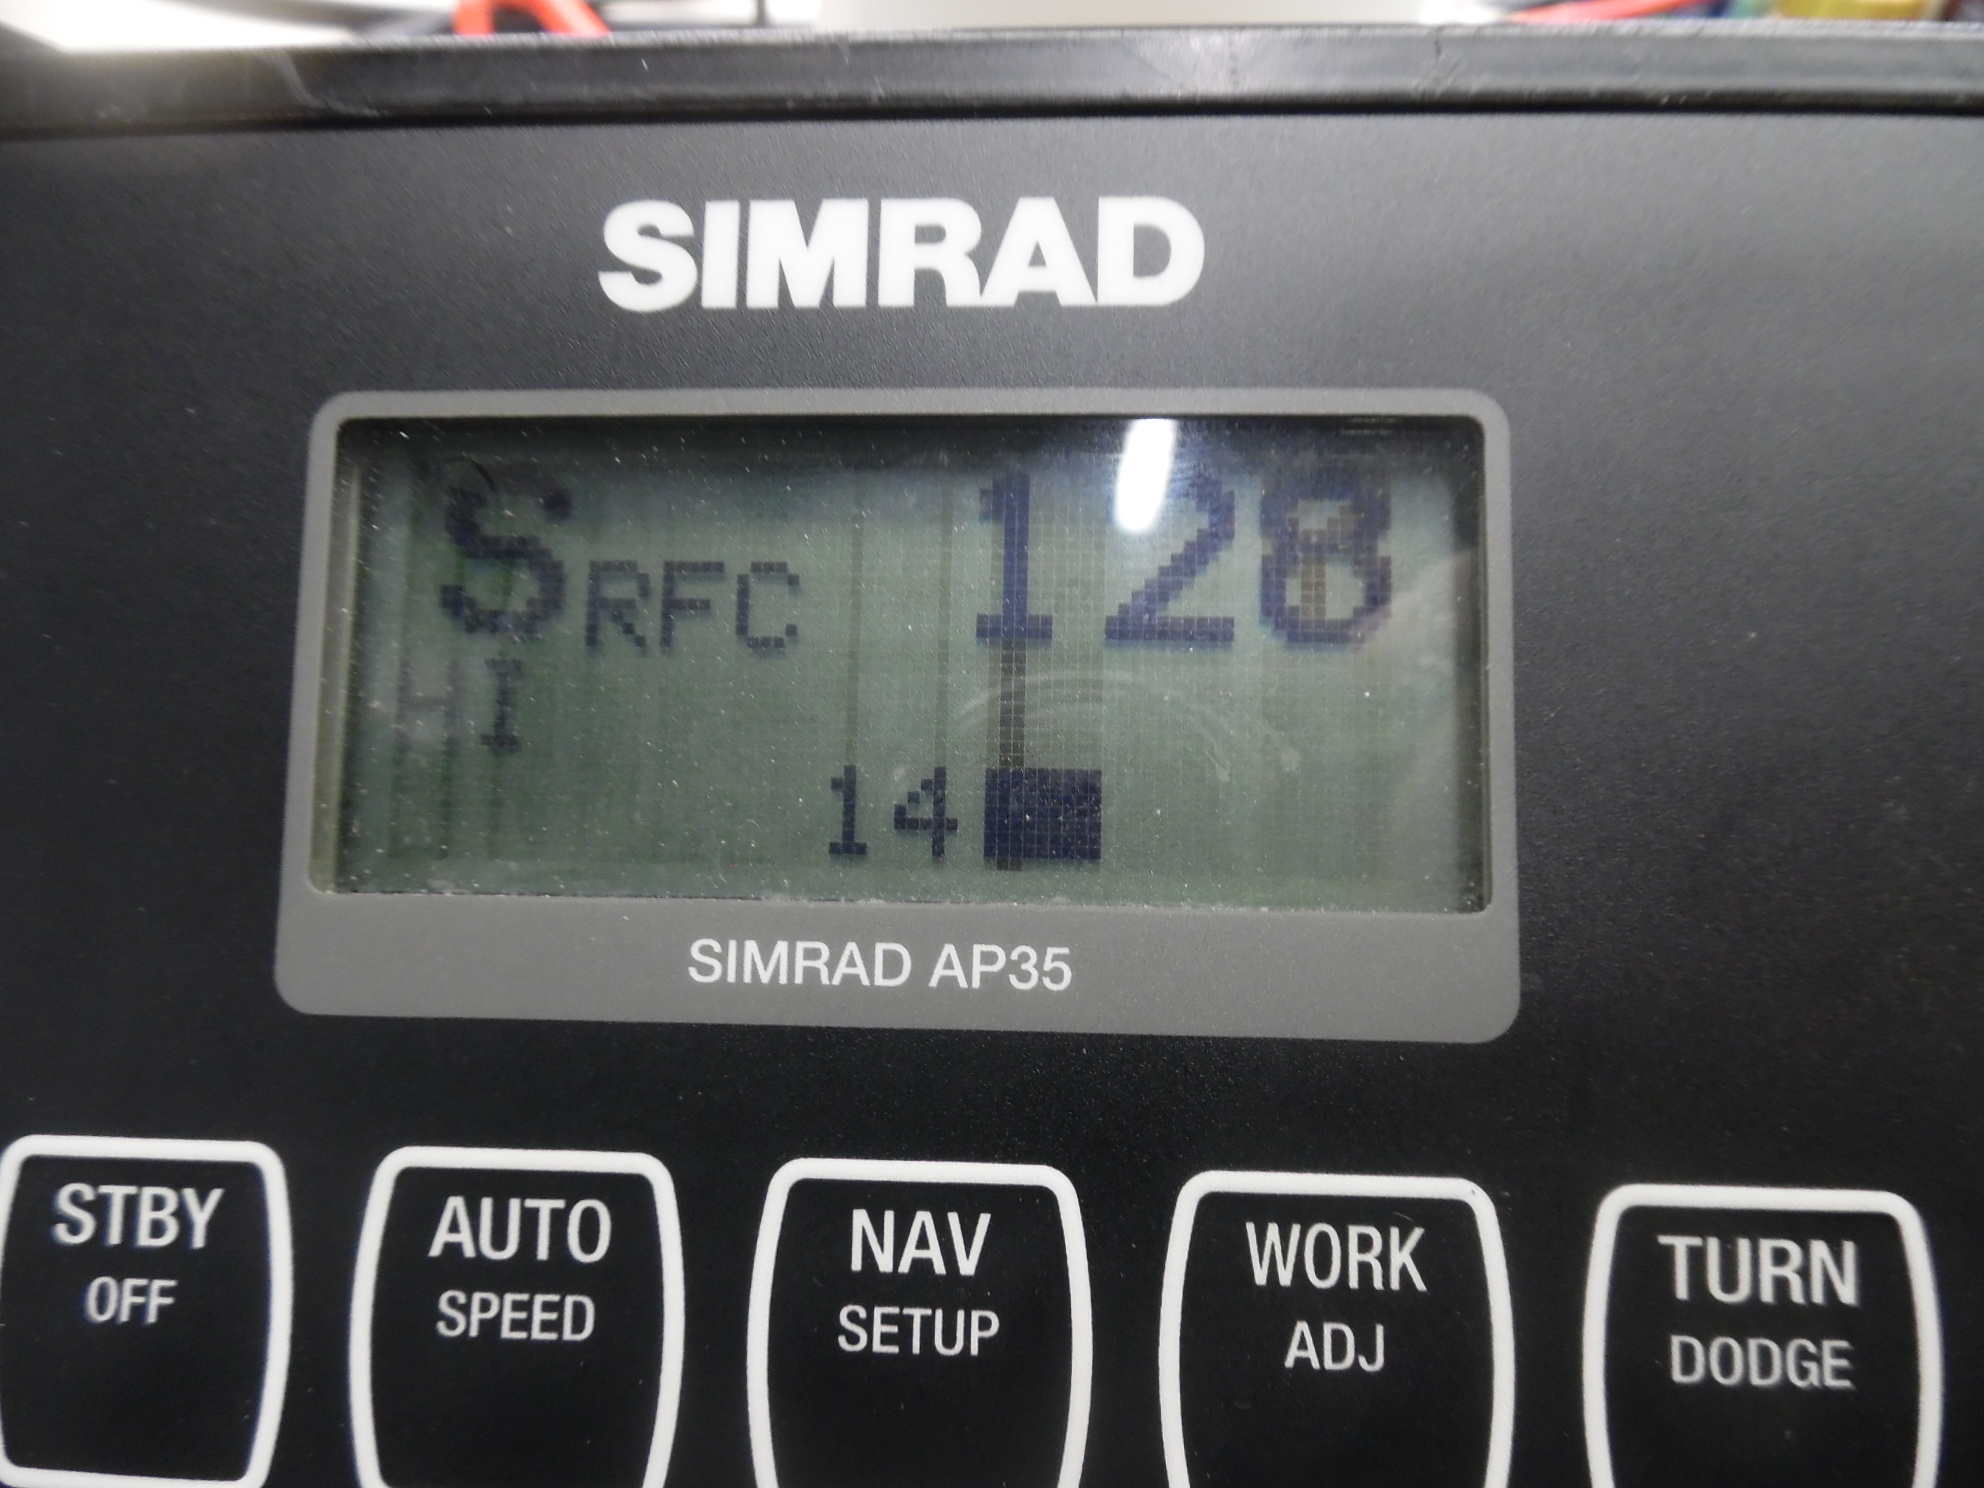 SIMRAD
S RFC 128
HI
14
SIMRAD AP35
STBY
OFF
AUTO
SPEED
NAV
SETUP
WORK
ADJ
TURN
DODGE